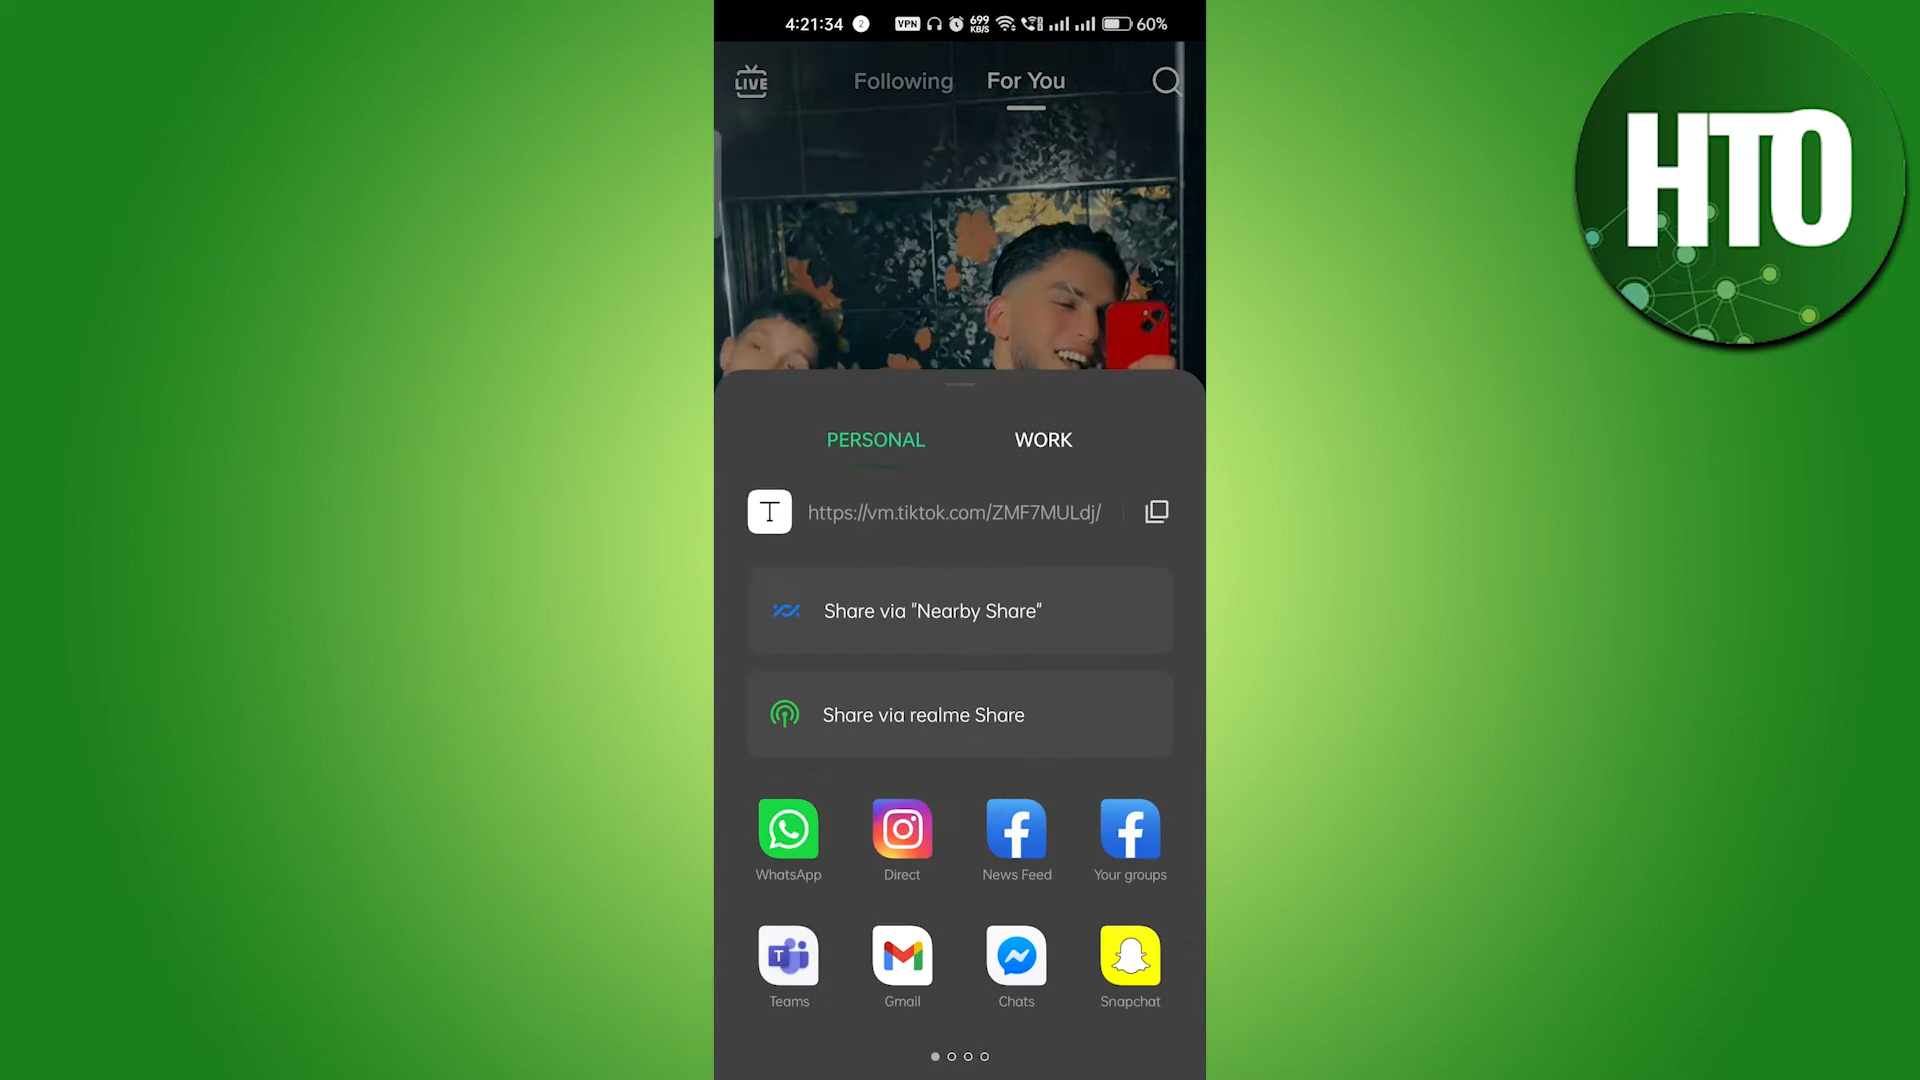 4:21:34 2 VPN 699 KB/S 60%
LIVE Following For You
HTO
PERSONAL WORK
T https://vm.tiktok.com/ZMF7MULdj/
Share via "Nearby Share"
Share via realme Share
WhatsApp Direct News Feed Your groups
T
Teams Gmail Chats Snapchat